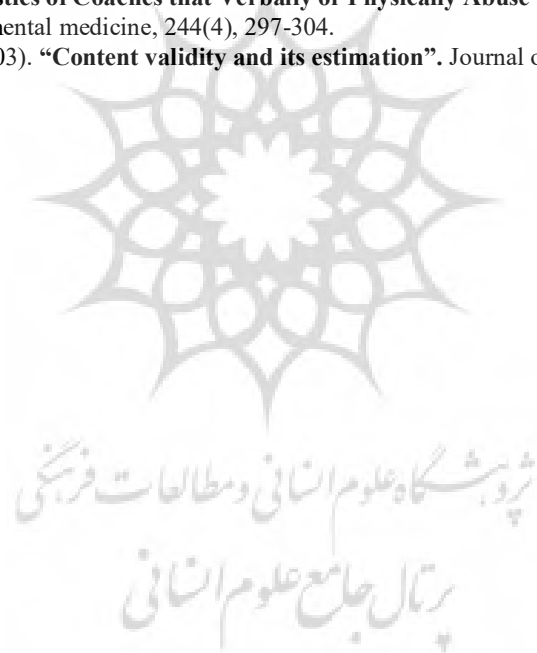 stics of Coaches that Verbally or Physically Abuse
mental medicine, 244(4), 297-304.
03). “Content validity and its estimation”. Journal o
پژوهشگاه علوم انسانی و مطالعات فرهنگی
پرتال جامع علوم انسانی